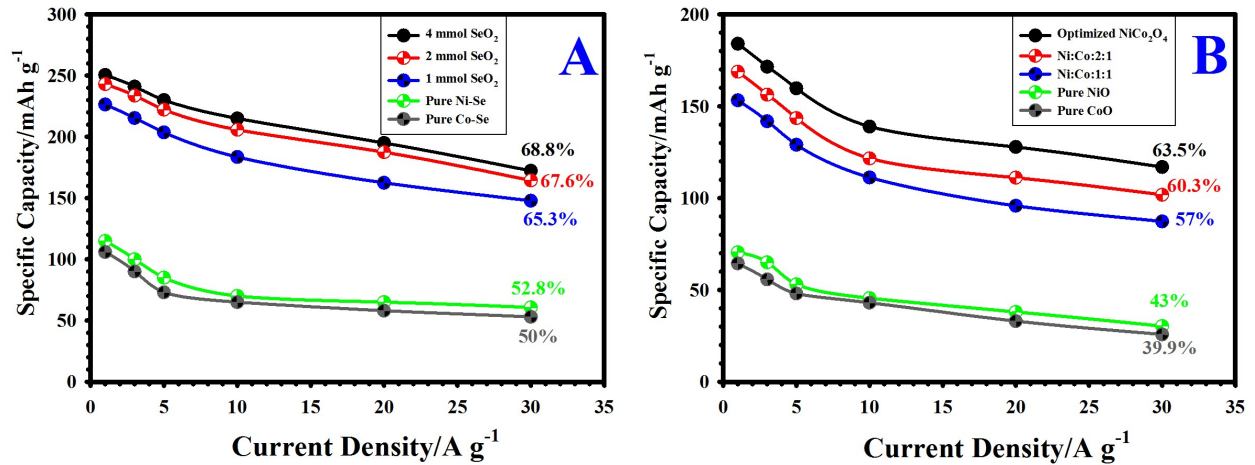 A
4 mmol SeO₂
2 mmol SeO₂
1 mmol SeO₂
Pure Ni-Se
Pure Co-Se
300
250
200
150
100
50
0
68.8%
67.6%
65.3%
52.8%
50%
0 5 10 15 20 25 30 35
Specific Capacity/mAh g⁻¹
Current Density/A g⁻¹
B
Optimized NiCo₂O₄
Ni:Co:2:1
Ni:Co:1:1
Pure NiO
Pure CoO
200
150
100
50
0
63.5%
60.3%
57%
43%
39.9%
0 5 10 15 20 25 30 35
Specific Capacity/mAh g⁻¹
Current Density/A g⁻¹